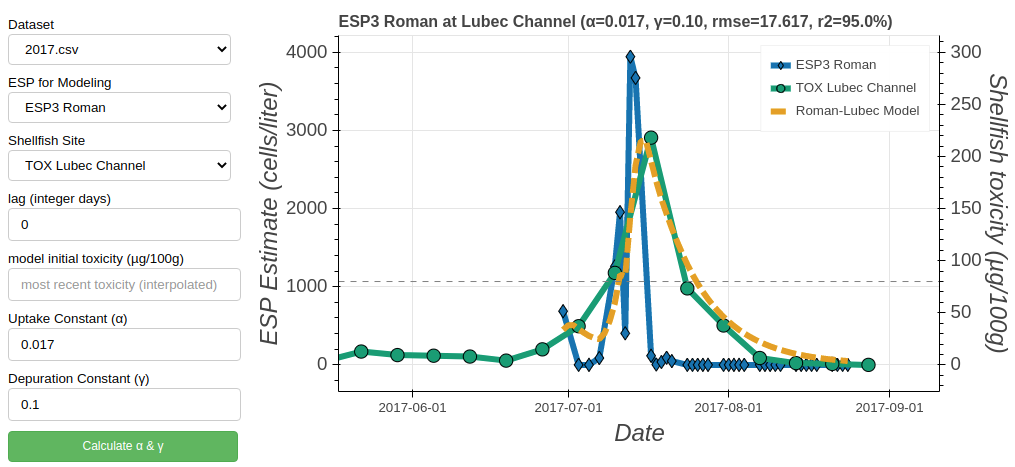 Dataset
2017.csv
ESP for Modeling
ESP3 Roman
Shellfish Site
TOX Lubec Channel
lag (integer days)
0
model initial toxicity (µg/100g)
most recent toxicity (interpolated)
Uptake Constant (α)
0.017
Depuration Constant (γ)
0.1
Calculate α & γ
ESP3 Roman at Lubec Channel (α=0.017, γ=0.10, rmse=17.617, r2=95.0%)
ESP Estimate (cells/liter)
4000
3000
2000
1000
0
ESP3 Roman
TOX Lubec Channel
Roman-Lubec Model
300
250
200
150
100
50
0
Shellfish toxicity (µg/100g)
2017-06-01
2017-07-01
2017-08-01
2017-09-01
Date